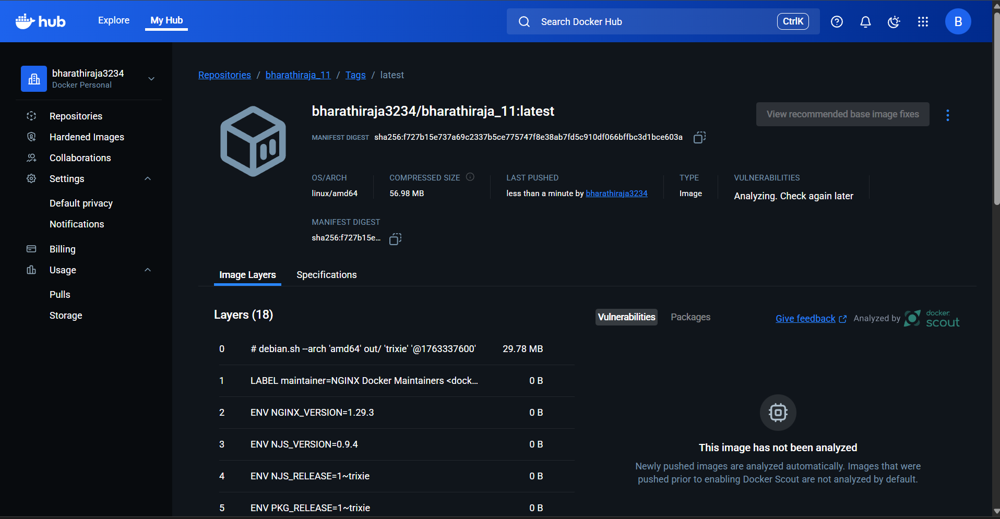 hub
Explore
My Hub
Search Docker Hub
CtrlK
B
bharathiraja3234
Docker Personal
Repositories
Hardened Images
Collaborations
Settings
Default privacy
Notifications
Billing
Usage
Pulls
Storage
Repositories / bharathiraja_11 / Tags / latest
bharathiraja3234/bharathiraja_11:latest
View recommended base image fixes
MANIFEST DIGEST sha256:f727b15e737a69c2337b5ce775747f8e38ab7fd5c910df066bffbc3d1bce603a
OS/ARCH
linux/amd64
COMPRESSED SIZE
56.98 MB
LAST PUSHED
less than a minute by bharathiraja3234
TYPE
Image
VULNERABILITIES
Analyzing. Check again later
MANIFEST DIGEST
sha256:f727b15e...
Image Layers
Specifications
Layers (18)
0 # debian.sh --arch 'amd64' out/ 'trixie' '@1763337600' 29.78 MB
1 LABEL maintainer=NGINX Docker Maintainers <dock... 0 B
2 ENV NGINX_VERSION=1.29.3 0 B
3 ENV NJS_VERSION=0.9.4 0 B
4 ENV NJS_RELEASE=1~trixie 0 B
5 ENV PKG_RELEASE=1~trixie 0 B
Vulnerabilities
Packages
Give feedback
Analyzed by
docker
scout
This image has not been analyzed
Newly pushed images are analyzed automatically. Images that were
pushed prior to enabling Docker Scout are not analyzed by default.